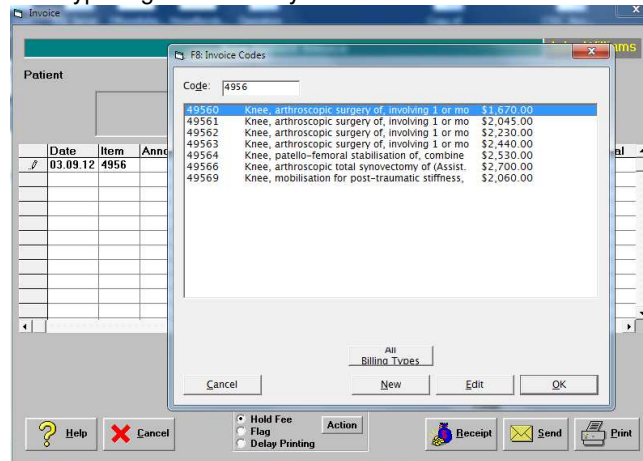 Invoice
F8: Invoice Codes
Patient
Code: 4956
49560 Knee, arthroscopic surgery of, involving 1 or mo $1,670.00
49561 Knee, arthroscopic surgery of, involving 1 or mo $2,045.00
49562 Knee, arthroscopic surgery of, involving 1 or mo $2,230.00
49563 Knee, arthroscopic surgery of, involving 1 or mo $2,440.00
49564 Knee, patello-femoral stabilisation of, combine $2,530.00
49566 Knee, arthroscopic total synovectomy of (Assist. $2,700.00
49569 Knee, mobilisation for post-traumatic stiffness, $2,060.00
Date Item Anno al
03.09.12 4956
All
Billing Types
Cancel New Edit OK
Help Cancel
Hold Fee
Flag
Delay Printing
Action
Receipt Send Print